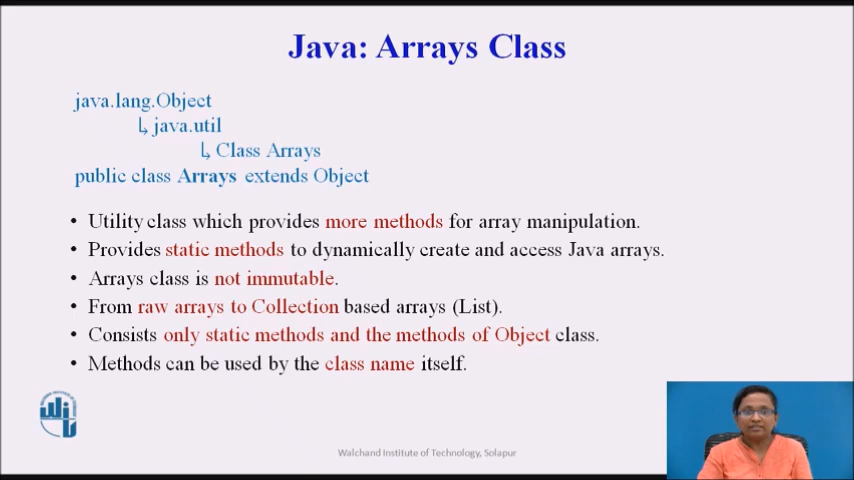 Java: Arrays Class
java.lang.Object
↳ java.util
↳ Class Arrays
public class Arrays extends Object
• Utility class which provides more methods for array manipulation.
• Provides static methods to dynamically create and access Java arrays.
• Arrays class is not immutable.
• From raw arrays to Collection based arrays (List).
• Consists only static methods and the methods of Object class.
• Methods can be used by the class name itself.
Walchand Institute of Technology, Solapur